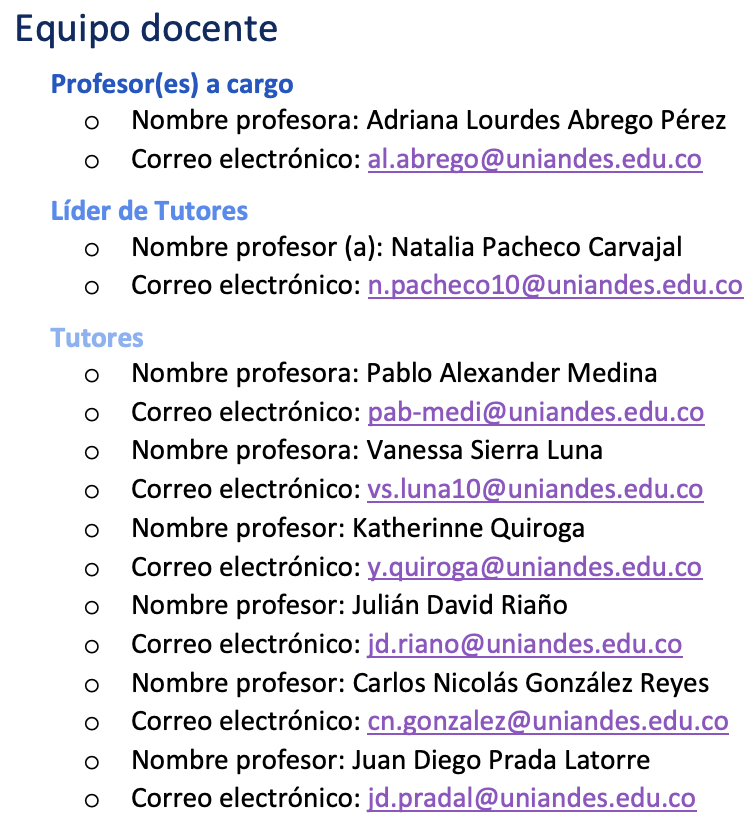 Equipo docente
Profesor(es) a cargo
o Nombre profesora: Adriana Lourdes Abrego Pérez
o Correo electrónico: al.abrego@uniandes.edu.co
Líder de Tutores
o Nombre profesor (a): Natalia Pacheco Carvajal
o Correo electrónico: n.pacheco10@uniandes.edu.co
Tutores
o Nombre profesora: Pablo Alexander Medina
o Correo electrónico: pab-medi@uniandes.edu.co
o Nombre profesora: Vanessa Sierra Luna
o Correo electrónico: vs.luna10@uniandes.edu.co
o Nombre profesor: Katherinne Quiroga
o Correo electrónico: y.quiroga@uniandes.edu.co
o Nombre profesor: Julián David Riaño
o Correo electrónico: jd.riano@uniandes.edu.co
o Nombre profesor: Carlos Nicolás González Reyes
o Correo electrónico: cn.gonzalez@uniandes.edu.co
o Nombre profesor: Juan Diego Prada Latorre
o Correo electrónico: jd.pradal@uniandes.edu.co